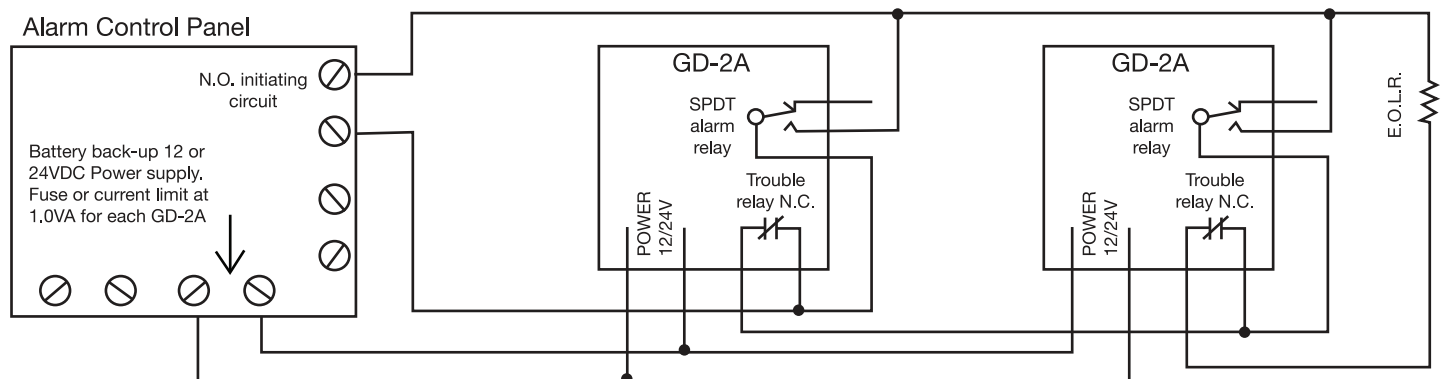 Alarm Control Panel
N.O. initiating
circuit
Battery back-up 12 or
24VDC Power supply.
Fuse or current limit at
1.0VA for each GD-2A
GD-2A
SPDT
alarm
relay
Trouble
relay N.C.
POWER
12/24V
GD-2A
SPDT
alarm
relay
Trouble
relay N.C.
POWER
12/24V
E.O.L.R.